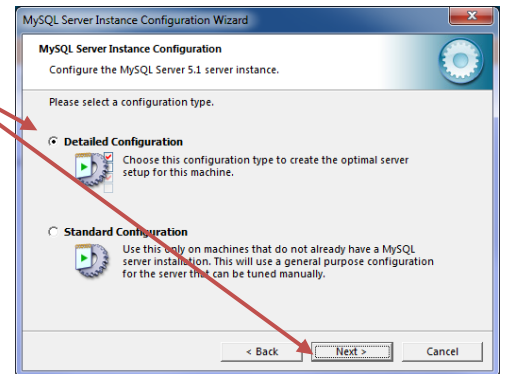 MySQL Server Instance Configuration Wizard
MySQL Server Instance Configuration
Configure the MySQL Server 5.1 server instance.
Please select a configuration type.
Detailed Configuration
Choose this configuration type to create the optimal server
setup for this machine.
Standard Configuration
Use this only on machines that do not already have a MySQL
server installation. This will use a general purpose configuration
for the server that can be tuned manually.
< Back
Next >
Cancel